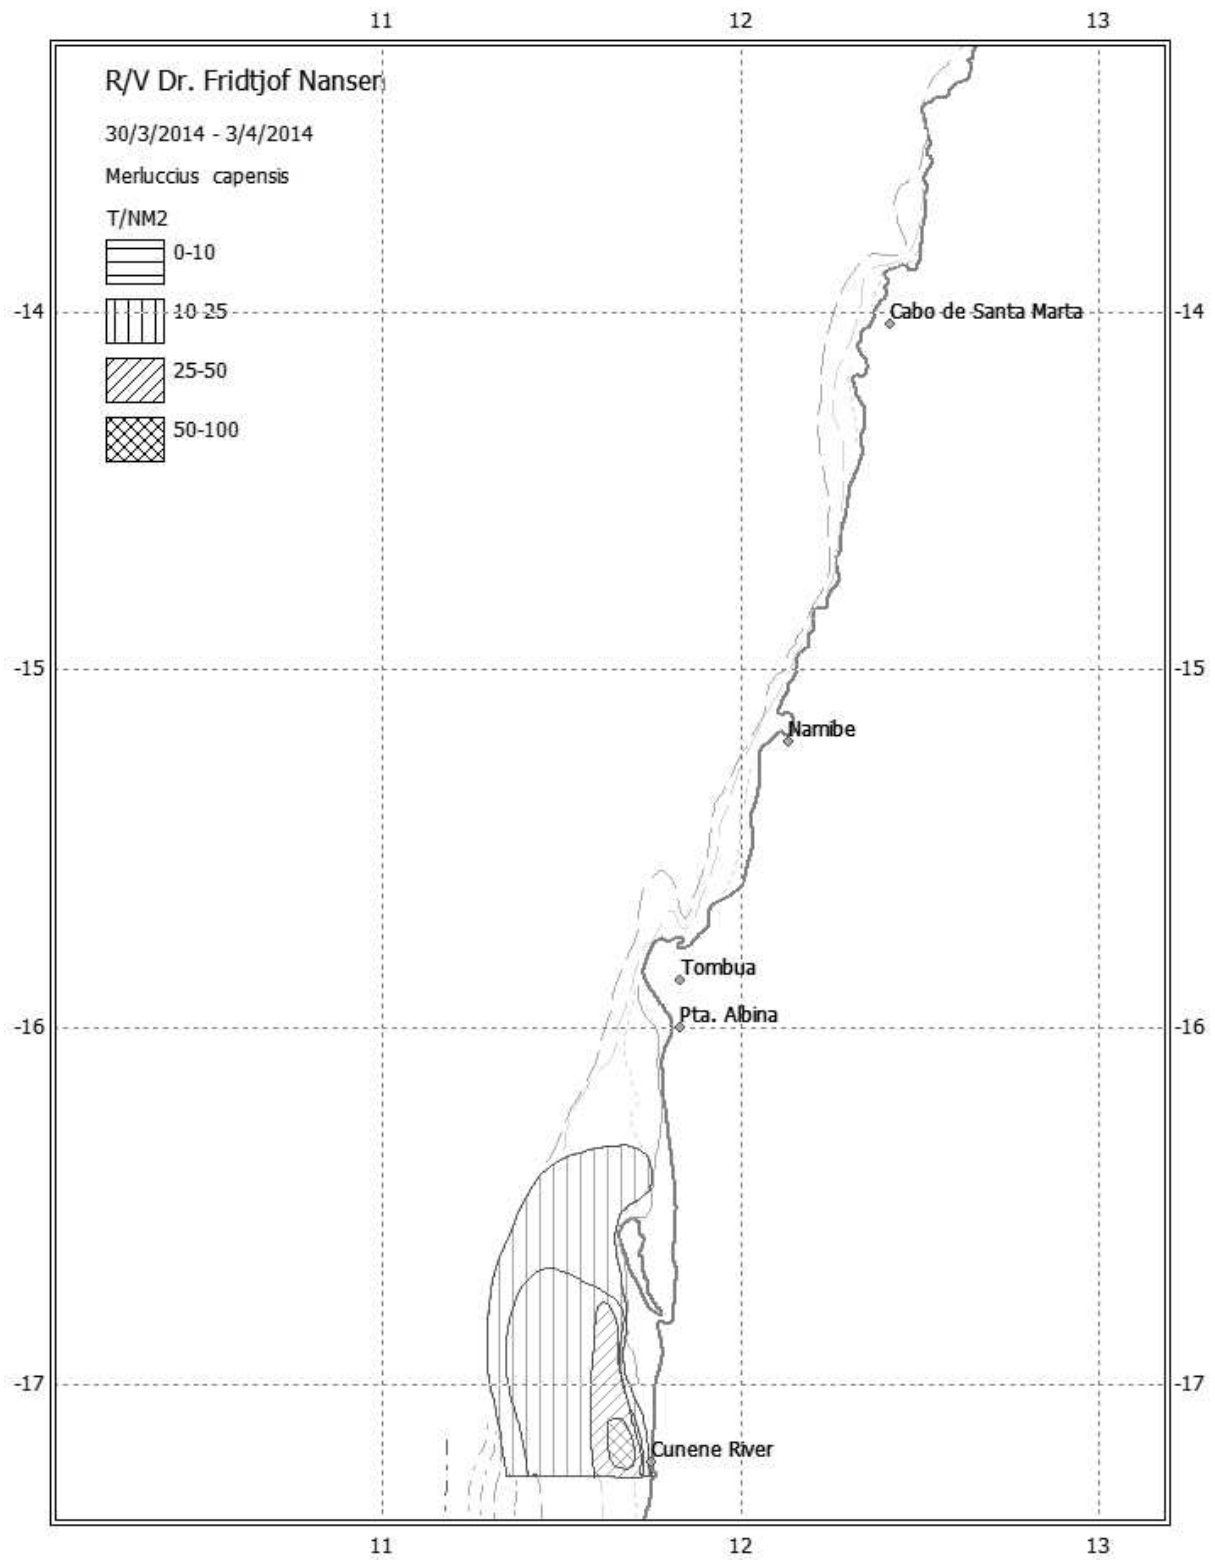 11 12 13
R/V Dr. Fridtjof Nansen
30/3/2014 - 3/4/2014
Merluccius capensis
T/NM2
0-10
10-25
25-50
50-100
-14 Cabo de Santa Marta -14
-15 -15
Namibe
Tombua
Pta. Albina
-16 -16
-17 -17
Cunene River
11 12 13